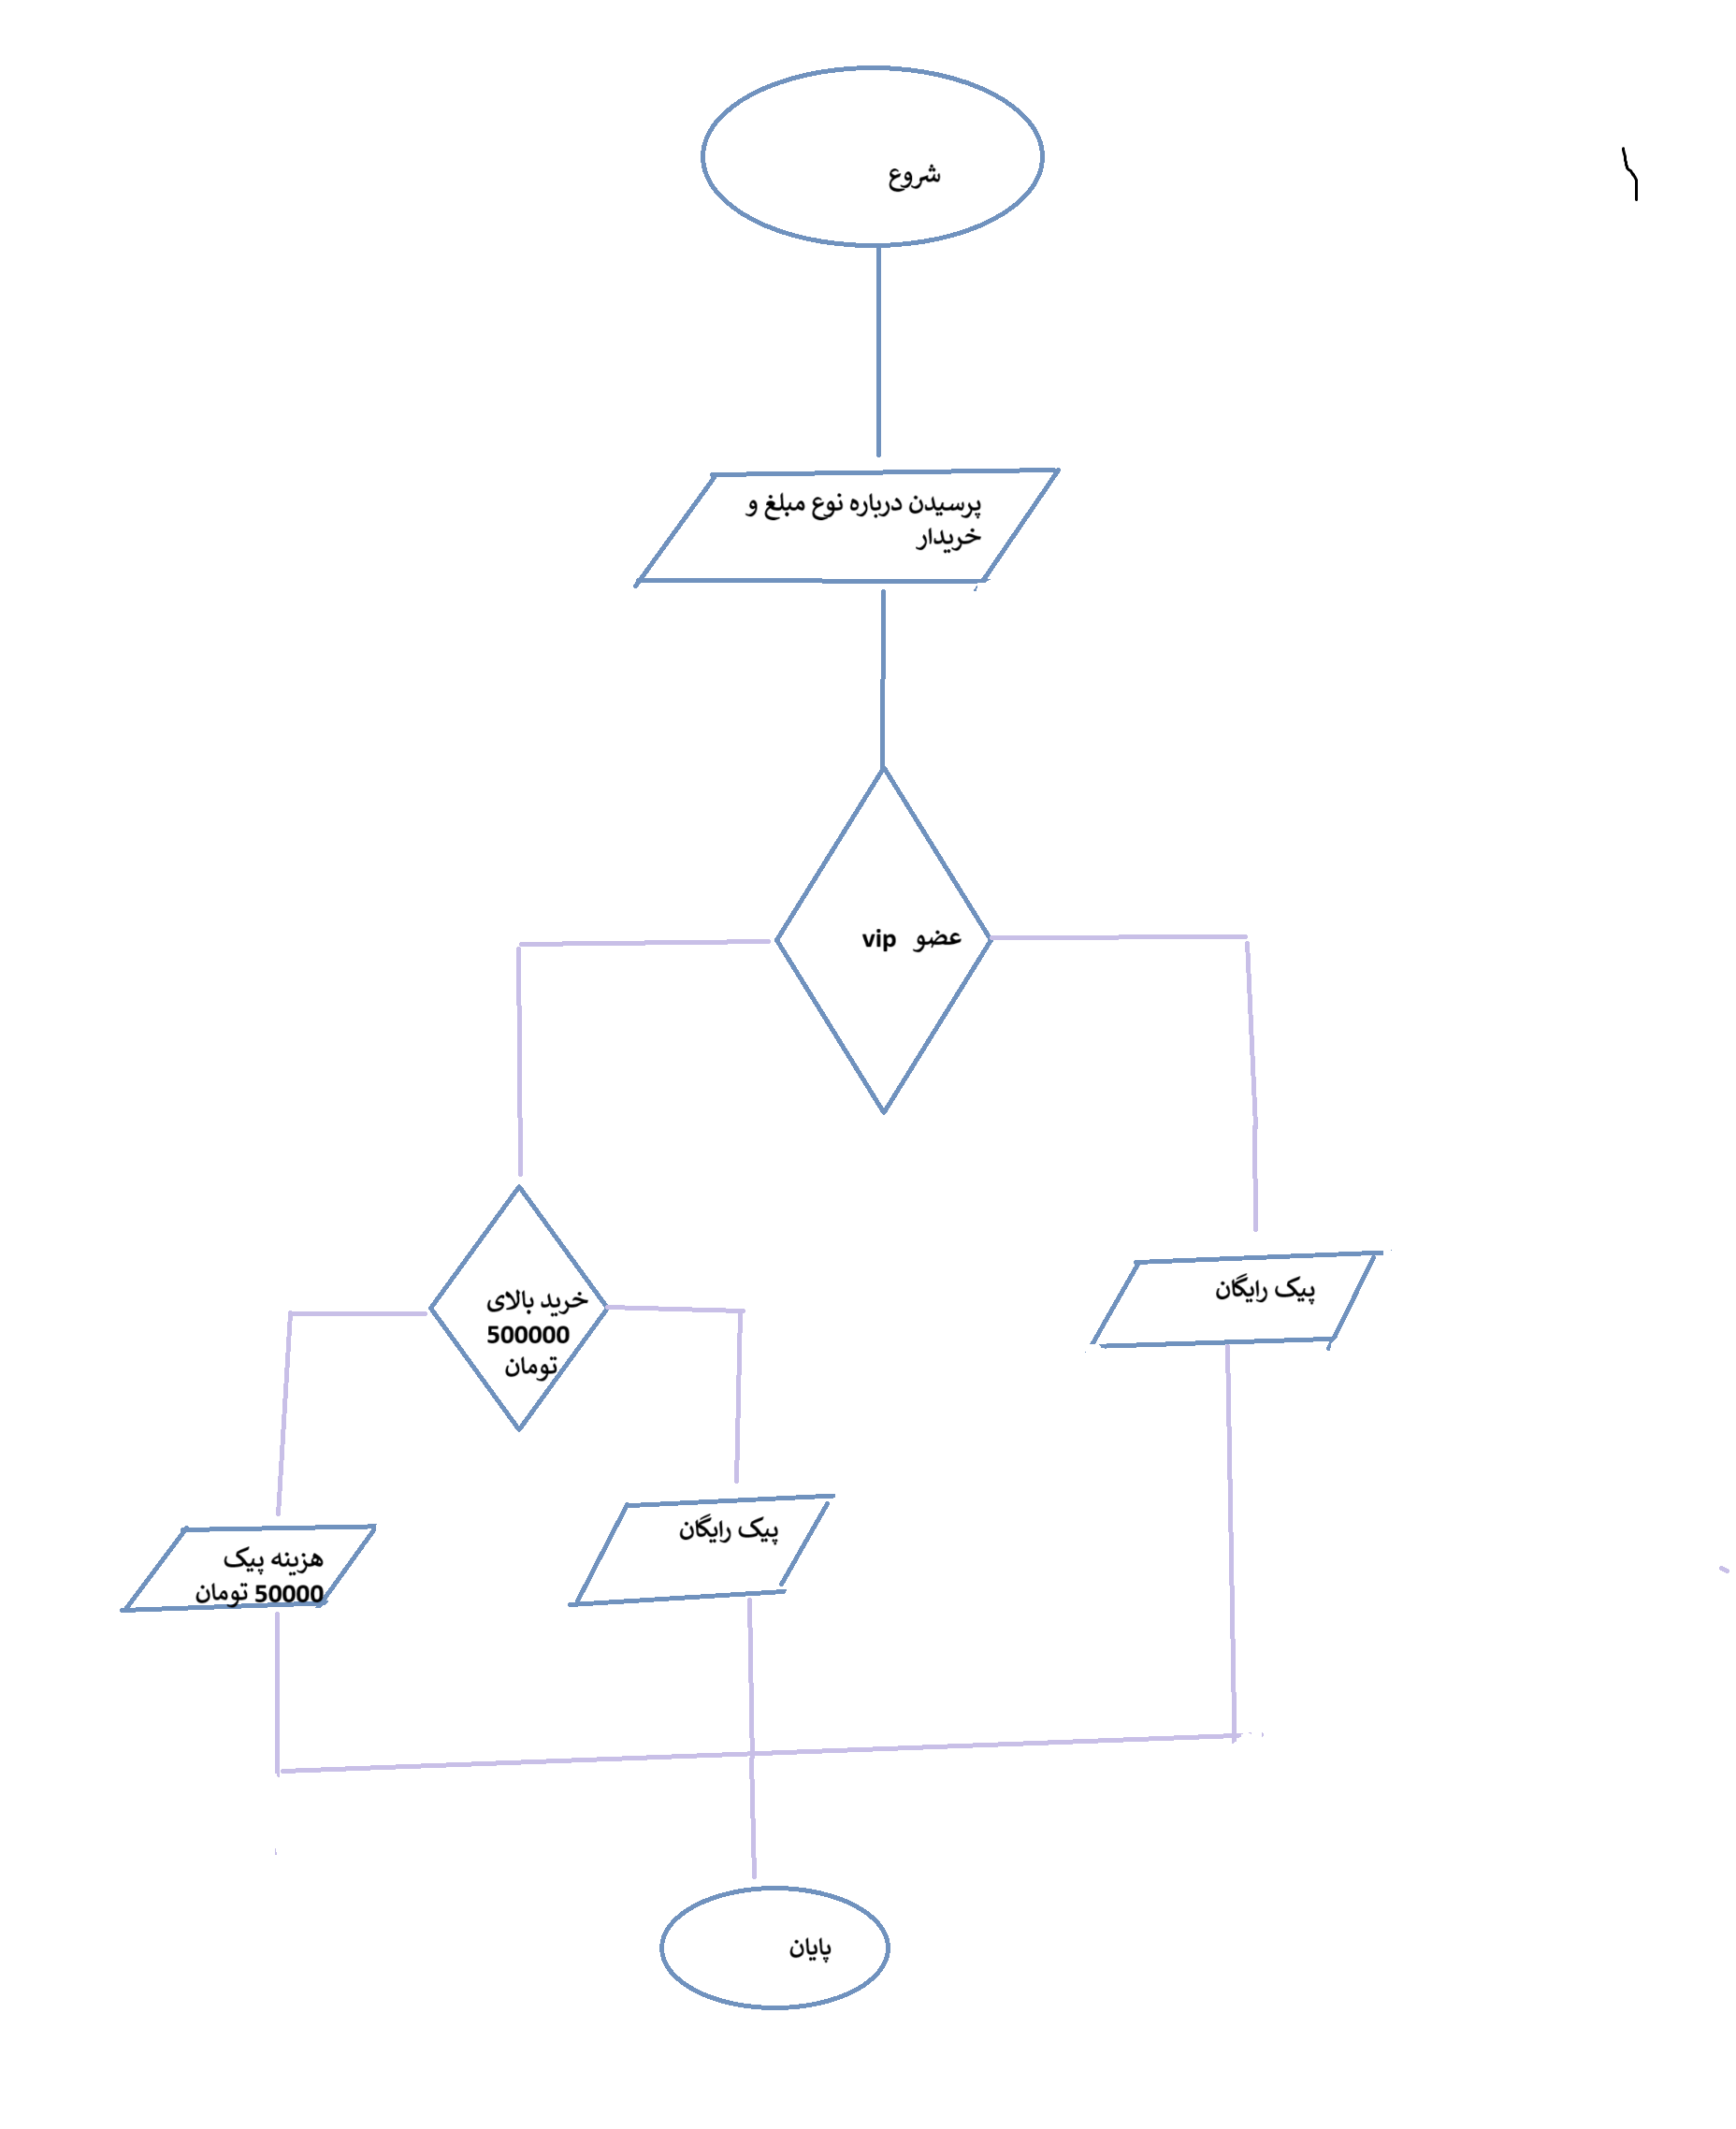 شروع
پرسیدن درباره نوع مبلغ و
خریدار
عضو vip
خرید بالای
500000
تومان
پیک رایگان
پیک رایگان
هزینه پیک
50000 تومان
پایان